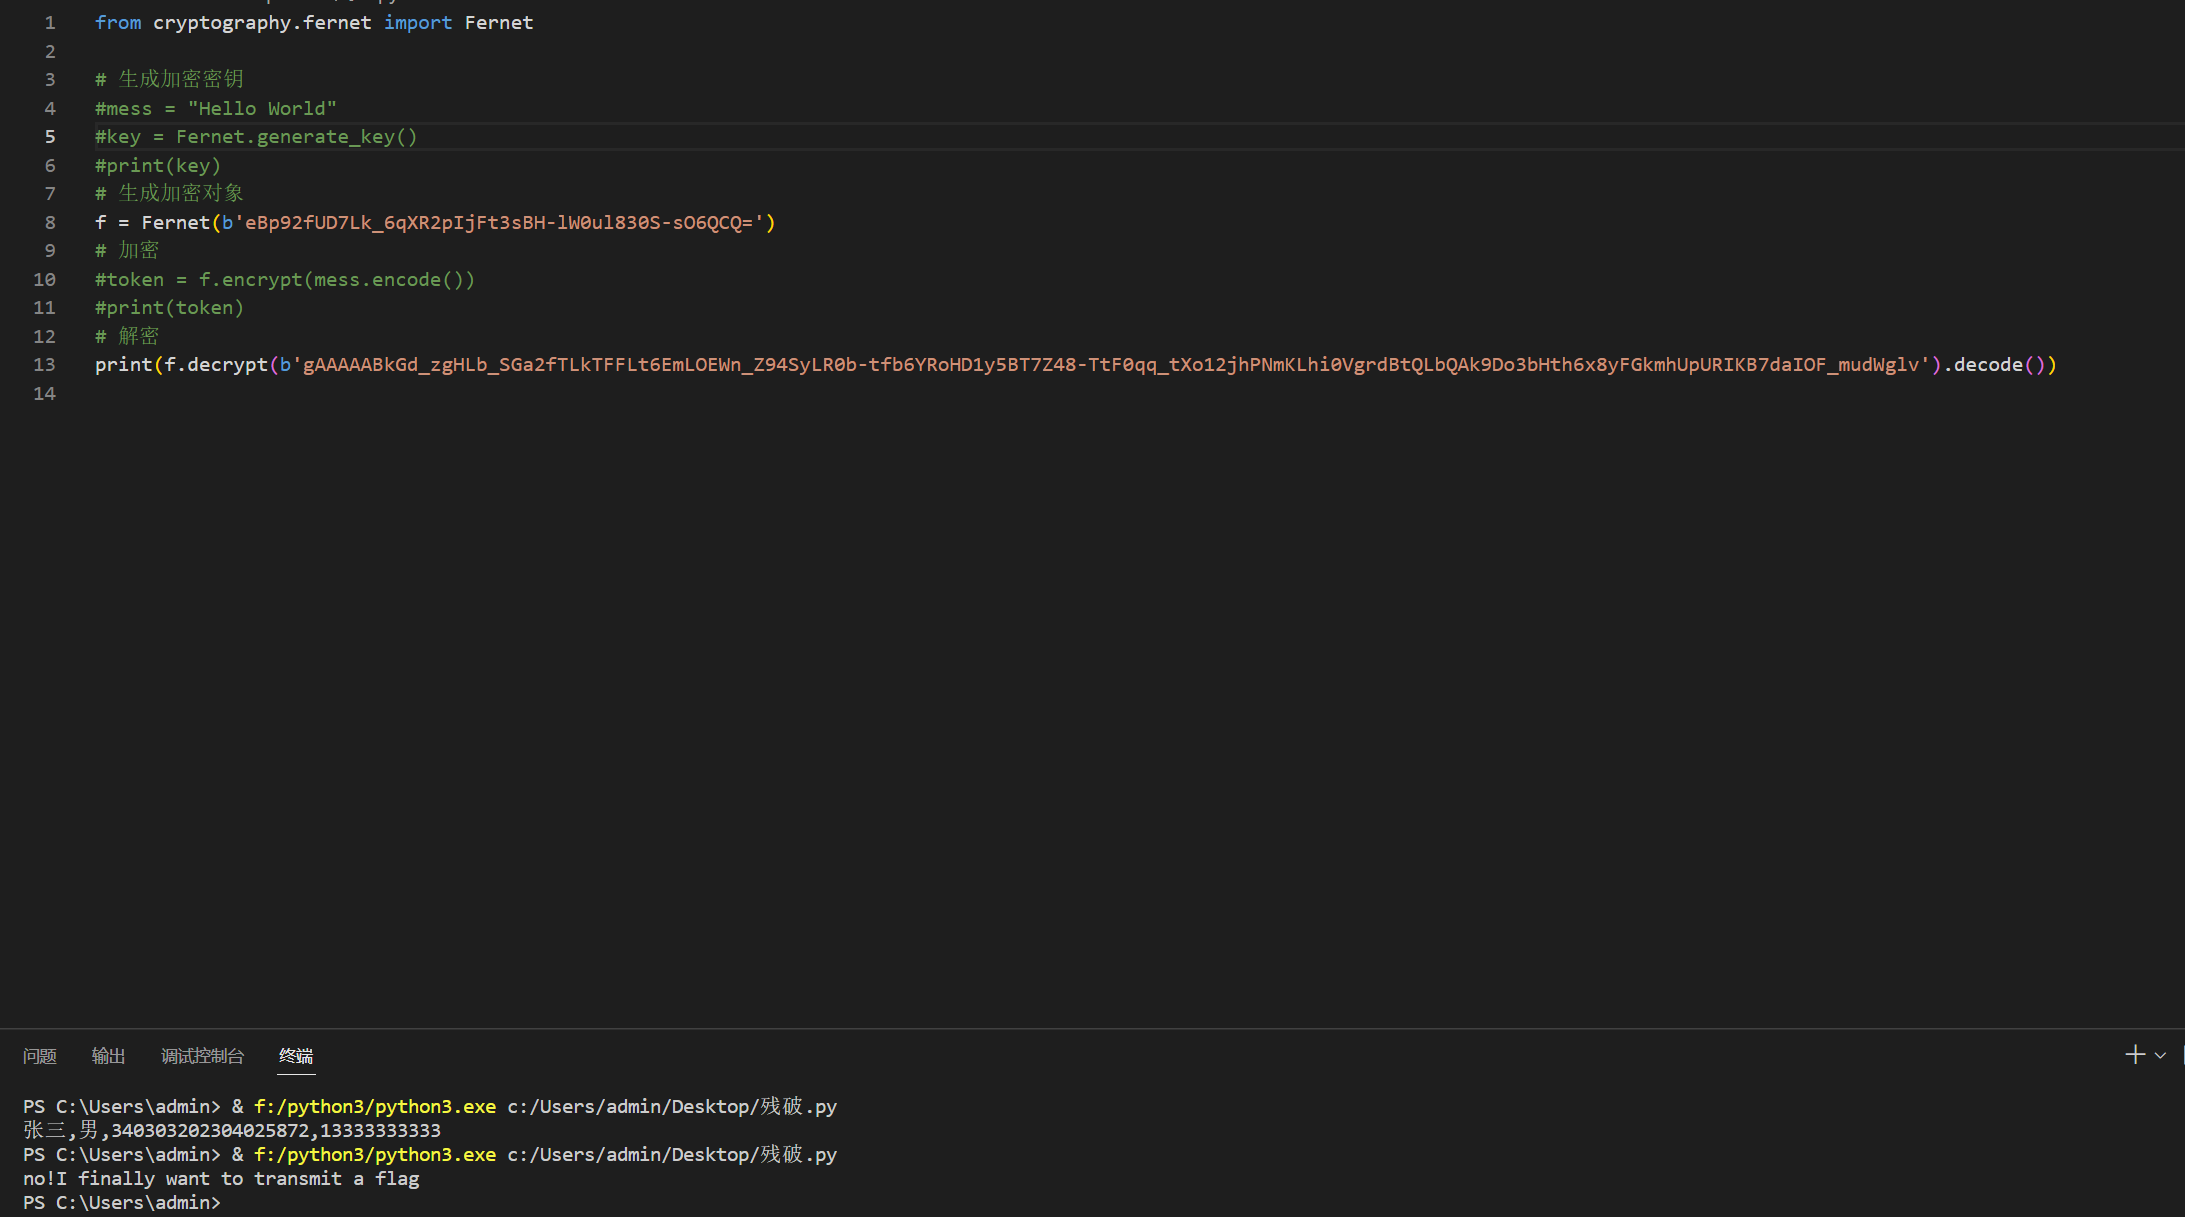 1 from cryptography.fernet import Fernet
2
3 # 生成加密密钥
4 #mess = "Hello World"
5 #key = Fernet.generate_key()
6 #print(key)
7 # 生成加密对象
8 f = Fernet(b'eBp92fUD7Lk_6qXR2pIjFt3sBH-lW0ul830S-sO6QCQ=')
9 # 加密
10 #token = f.encrypt(mess.encode())
11 #print(token)
12 # 解密
13 print(f.decrypt(b'gAAAAABkGd_zgHLb_SGa2fTLkTFFLt6EmLOEWn_Z94SyLR0b-tfb6YRoHD1y5BT7Z48-TtF0qq_tXo12jhPNmKLhi0VgrdBtQLbQAk9Do3bHth6x8yFGkmhUpURIKB7daIOF_mudWglv').decode())
14
问题 输出 调试控制台 终端
PS C:\Users\admin> & f:/python3/python3.exe c:/Users/admin/Desktop/残破.py
张三,男,340303202304025872,13333333333
PS C:\Users\admin> & f:/python3/python3.exe c:/Users/admin/Desktop/残破.py
no!I finally want to transmit a flag
PS C:\Users\admin>